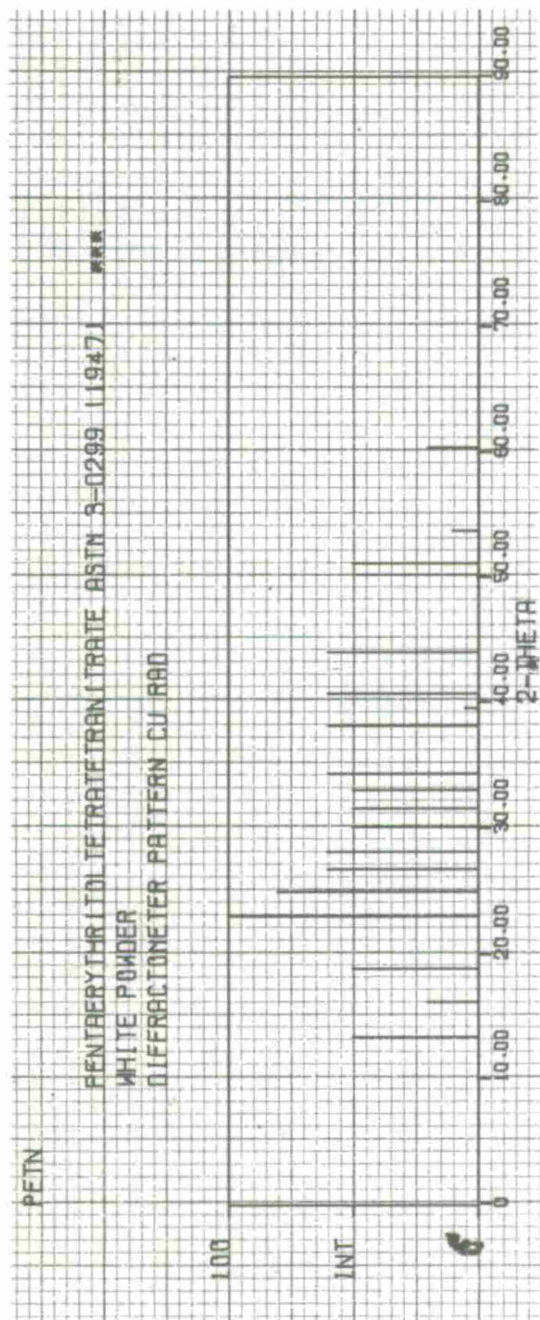 PETN
PENTAERYTHRITOLTETRATETRANITRATE ASTM 3-0299 (1947) ***
WHITE POWDER
DIFFRACTOMETER PATTERN CU RAD
100
INT
0
0 10.00 20.00 30.00 40.00 50.00 60.00 70.00 80.00 90.00
2-THETA